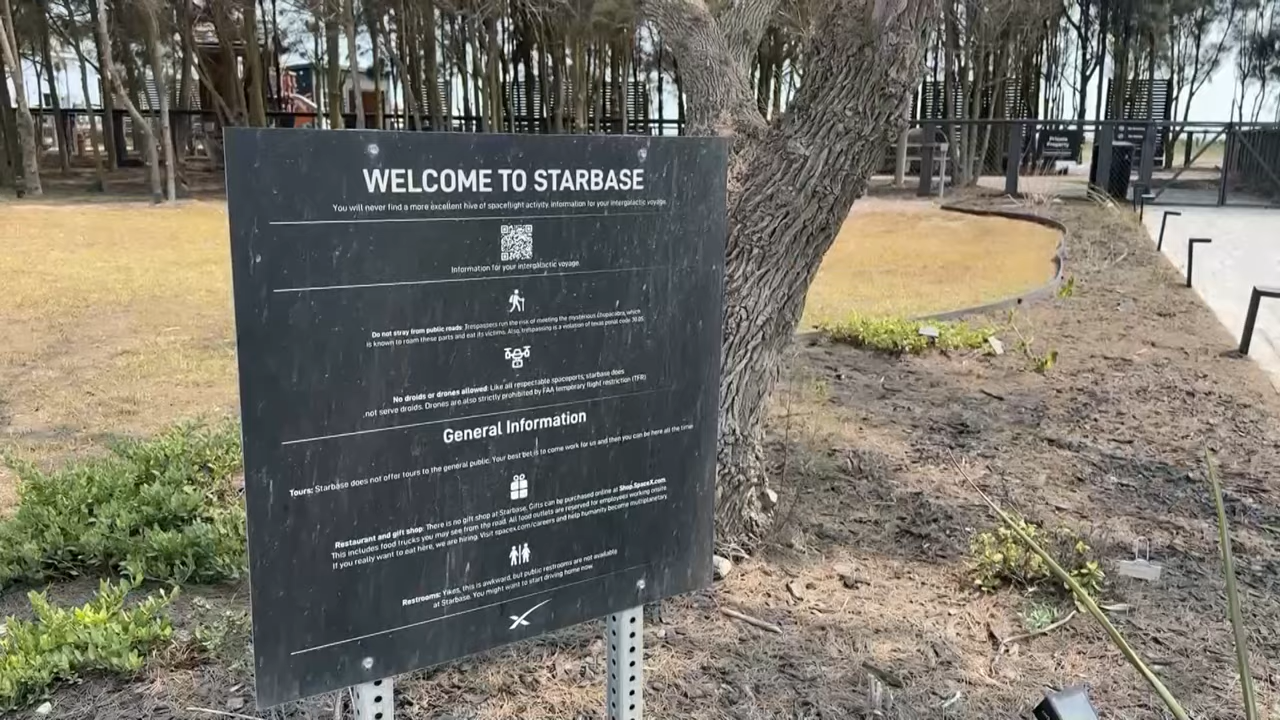 WELCOME TO STARBASE
You will never find a more excellent hive of spaceflight activity. Information for your intergalactic voyage.
Information for your intergalactic voyage.
Do not stray from public roads: Trespassers run the risk of meeting the mysterious Chupacabra, which
is known to roam these parts and eat its victims. Also, trespassing is a violation of texas penal code 30.05.
No droids or drones allowed: Like all respectable spaceports, starbase does
not serve droids. Drones are also strictly prohibited by FAA temporary flight restriction (TFR)
General Information
Tours: Starbase does not offer tours to the general public. Your best bet is to come work for us and then you can be here all the time!
Restaurant and gift shop: There is no gift shop at Starbase. Gifts can be purchased online at Shop.SpaceX.com.
This includes food trucks you may see from the road. All food outlets are reserved for employees working onsite.
If you really want to eat here, we are hiring. Visit spacex.com/careers and help humanity become multiplanetary.
Restrooms: Yikes, this is awkward, but public restrooms are not available
at Starbase. You might want to start driving home now.
Private
Property